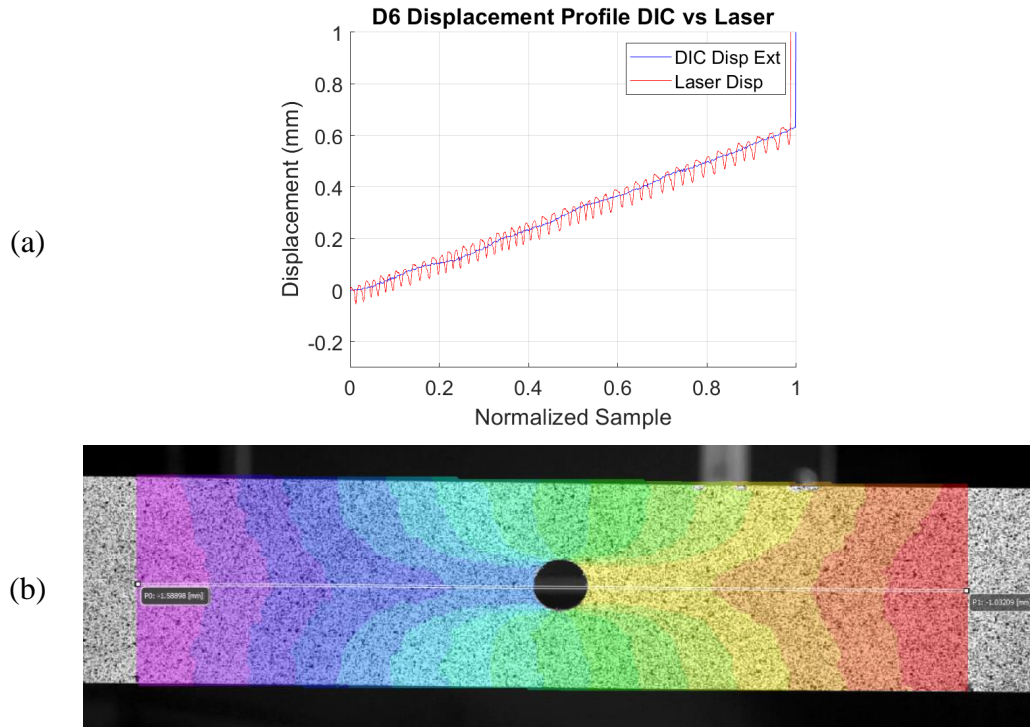 (a)
D6 Displacement Profile DIC vs Laser
DIC Disp Ext
Laser Disp
Displacement (mm)
1
0.8
0.6
0.4
0.2
0
-0.2
0 0.2 0.4 0.6 0.8 1
Normalized Sample
(b)
P0: -1.58898 [mm]
P1: -1.03209 [mm]